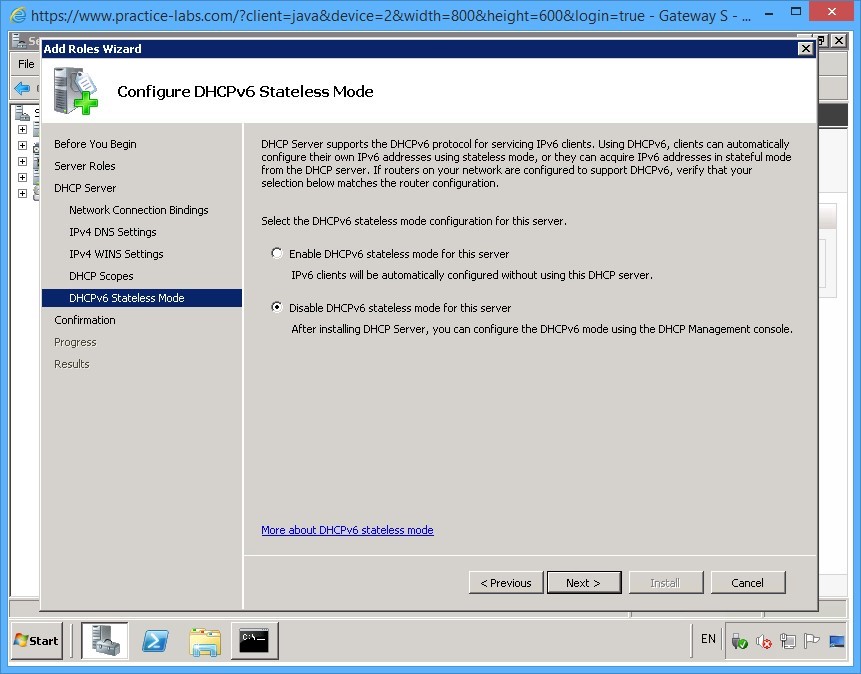 https://www.practice-labs.com/?client=java&device=2&width=800&height=600&login=true - Gateway S - ...
Add Roles Wizard
File
Configure DHCPv6 Stateless Mode
Before You Begin
Server Roles
DHCP Server
Network Connection Bindings
IPv4 DNS Settings
IPv4 WINS Settings
DHCP Scopes
DHCPv6 Stateless Mode
Confirmation
Progress
Results
DHCP Server supports the DHCPv6 protocol for servicing IPv6 clients. Using DHCPv6, clients can automatically
configure their own IPv6 addresses using stateless mode, or they can acquire IPv6 addresses in stateful mode
from the DHCP server. If routers on your network are configured to support DHCPv6, verify that your
selection below matches the router configuration.
Select the DHCPv6 stateless mode configuration for this server.
Enable DHCPv6 stateless mode for this server
IPv6 clients will be automatically configured without using this DHCP server.
Disable DHCPv6 stateless mode for this server
After installing DHCP Server, you can configure the DHCPv6 mode using the DHCP Management console.
More about DHCPv6 stateless mode
< Previous
Next >
Install
Cancel
Start
C:\_
EN